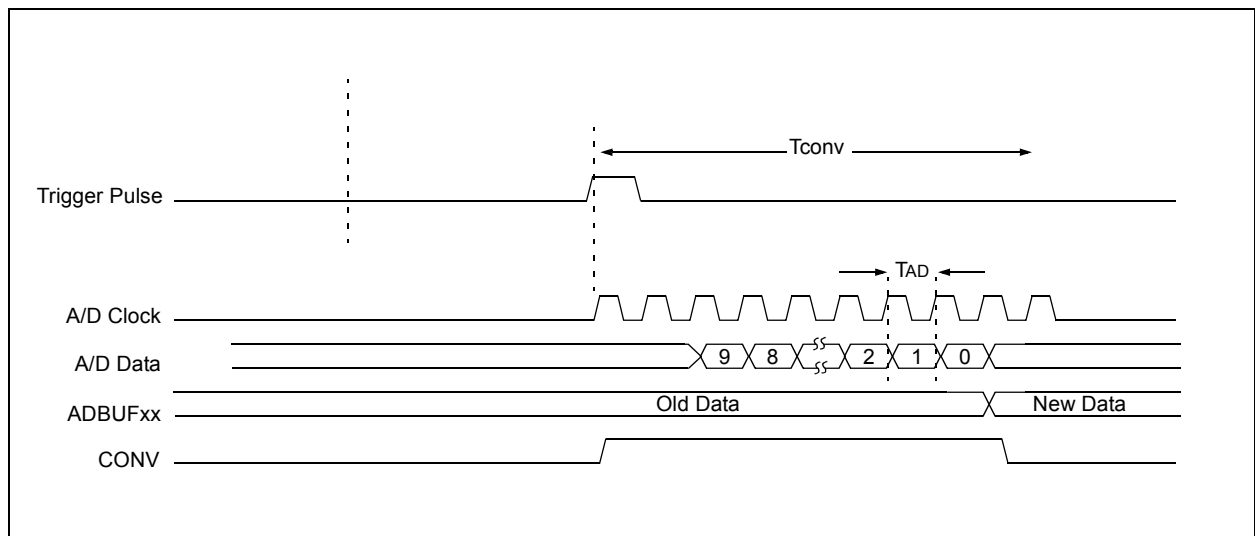 Tconv
Trigger Pulse
TAD
A/D Clock
A/D Data
9 8 2 1 0
ADBUFxx
Old Data New Data
CONV